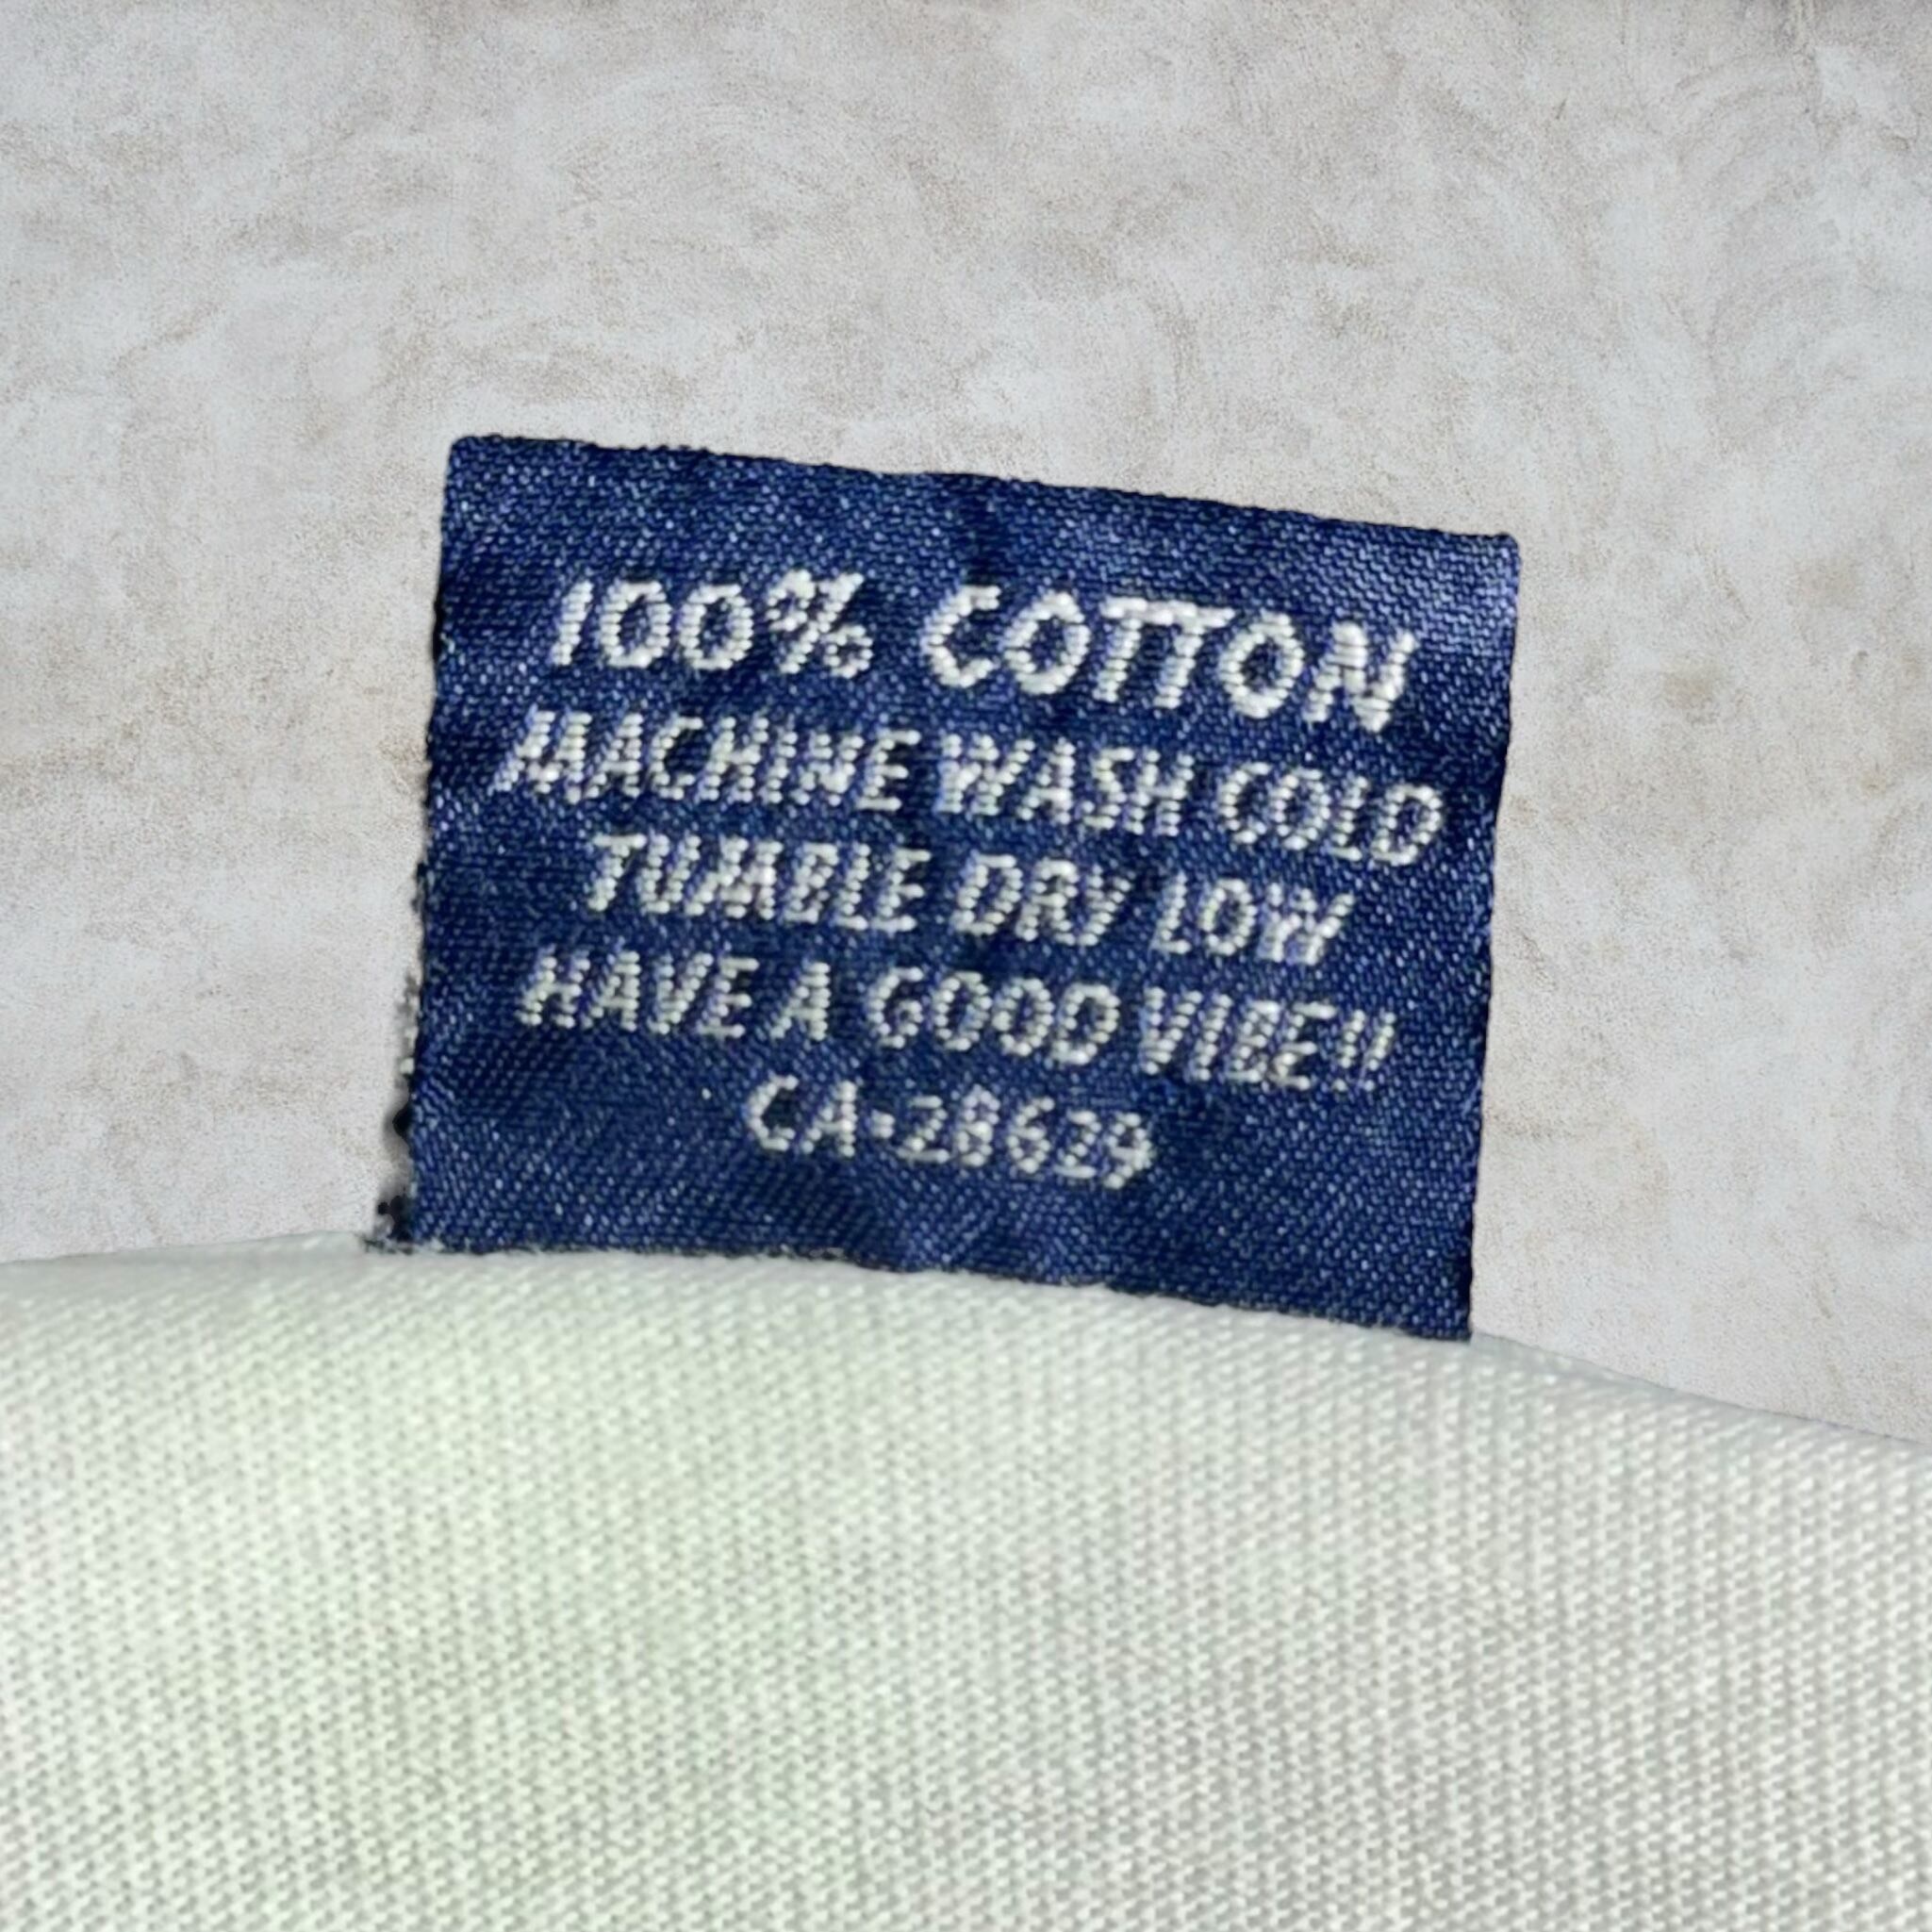 100% COTTON
MACHINE WASH COLD
TUMBLE DRY LOW
HAVE A GOOD VIBE!!
CA-28629